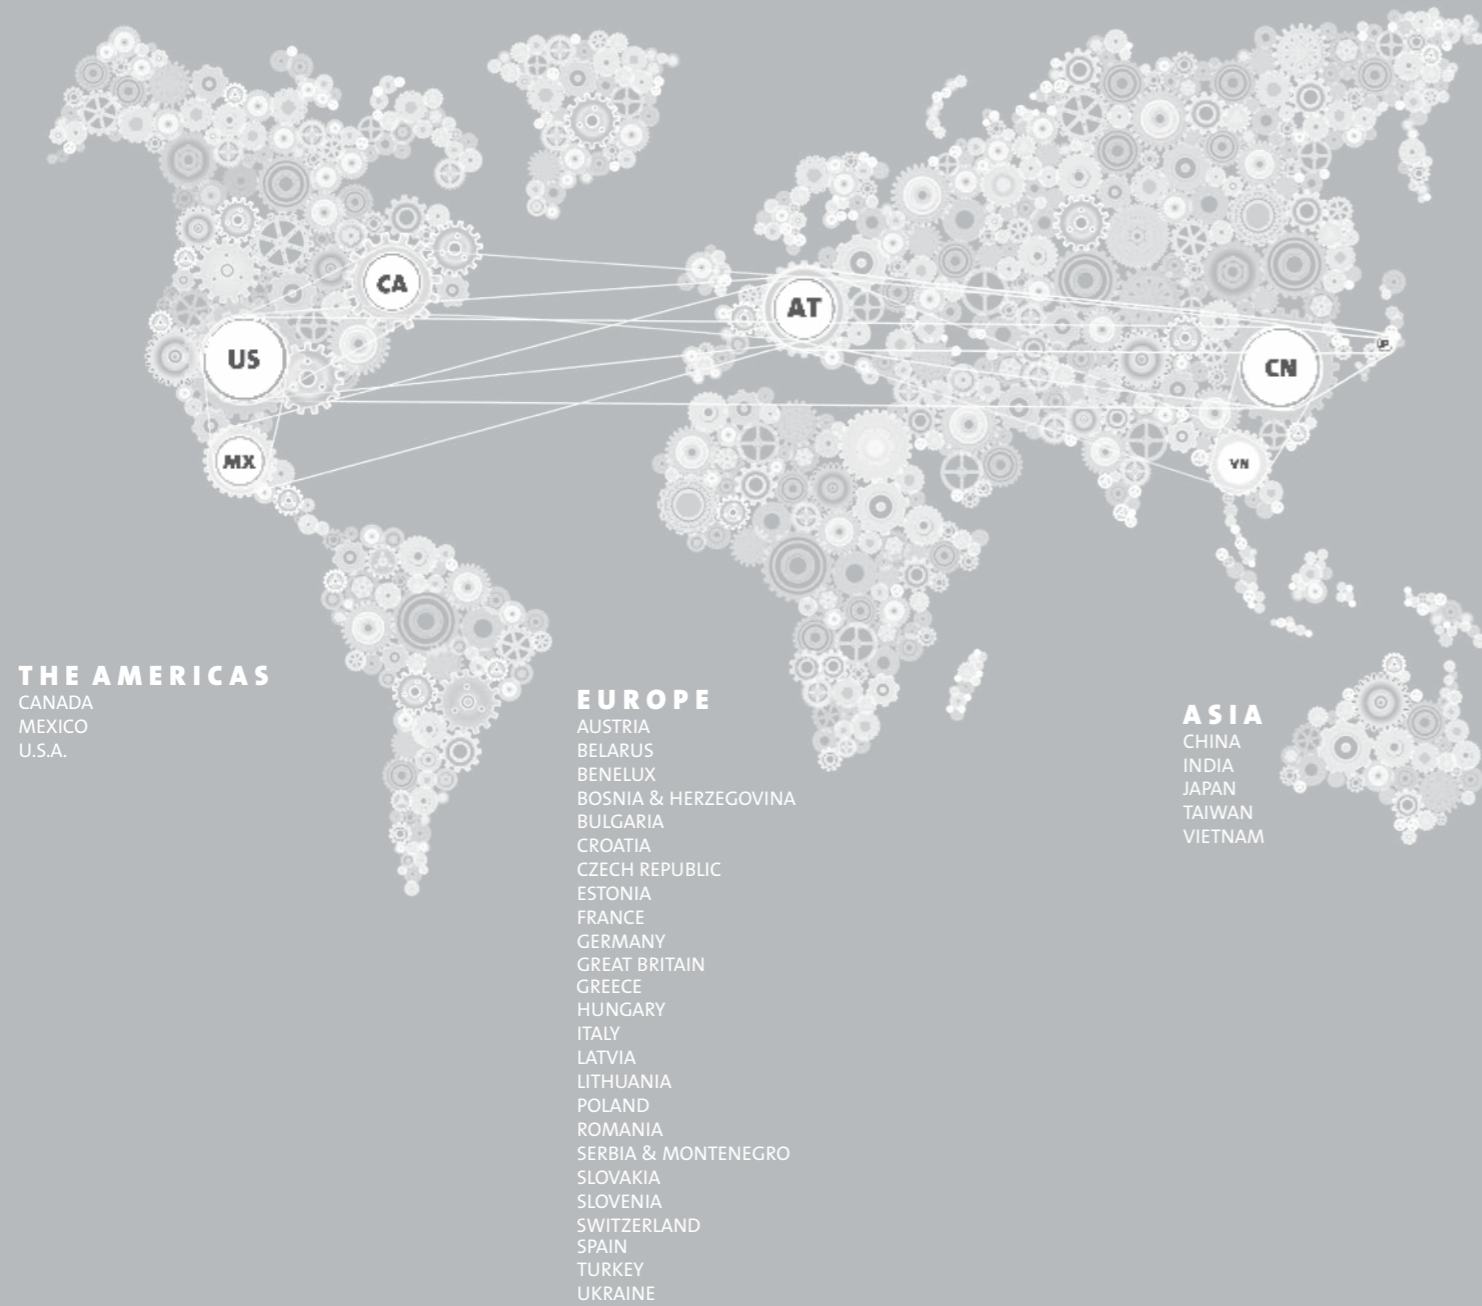 CA
AT
US
CN
JP
MX
VN
THE AMERICAS
CANADA
MEXICO
U.S.A.
EUROPE
AUSTRIA
BELARUS
BENELUX
BOSNIA & HERZEGOVINA
BULGARIA
CROATIA
CZECH REPUBLIC
ESTONIA
FRANCE
GERMANY
GREAT BRITAIN
GREECE
HUNGARY
ITALY
LATVIA
LITHUANIA
POLAND
ROMANIA
SERBIA & MONTENEGRO
SLOVAKIA
SLOVENIA
SWITZERLAND
SPAIN
TURKEY
UKRAINE
ASIA
CHINA
INDIA
JAPAN
TAIWAN
VIETNAM